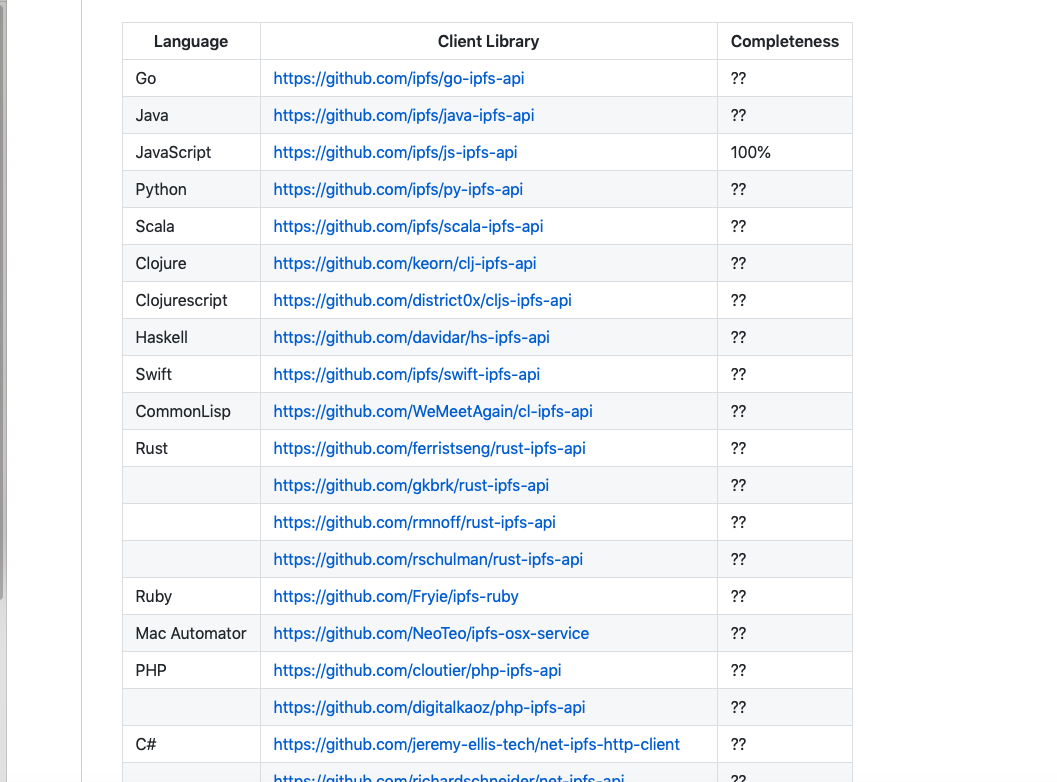 Language Client Library Completeness
Go https://github.com/ipfs/go-ipfs-api ??
Java https://github.com/ipfs/java-ipfs-api ??
JavaScript https://github.com/ipfs/js-ipfs-api 100%
Python https://github.com/ipfs/py-ipfs-api ??
Scala https://github.com/ipfs/scala-ipfs-api ??
Clojure https://github.com/keorn/clj-ipfs-api ??
Clojurescript https://github.com/district0x/cljs-ipfs-api ??
Haskell https://github.com/davidar/hs-ipfs-api ??
Swift https://github.com/ipfs/swift-ipfs-api ??
CommonLisp https://github.com/WeMeetAgain/cl-ipfs-api ??
Rust https://github.com/ferristseng/rust-ipfs-api ??
https://github.com/gkbrk/rust-ipfs-api ??
https://github.com/rmnoff/rust-ipfs-api ??
https://github.com/rschulman/rust-ipfs-api ??
Ruby https://github.com/Fryie/ipfs-ruby ??
Mac Automator https://github.com/NeoTeo/ipfs-osx-service ??
PHP https://github.com/cloutier/php-ipfs-api ??
https://github.com/digitalkaoz/php-ipfs-api ??
C# https://github.com/jeremy-ellis-tech/net-ipfs-http-client ??
https://github.com/richardschneider/net-ipfs-api ??